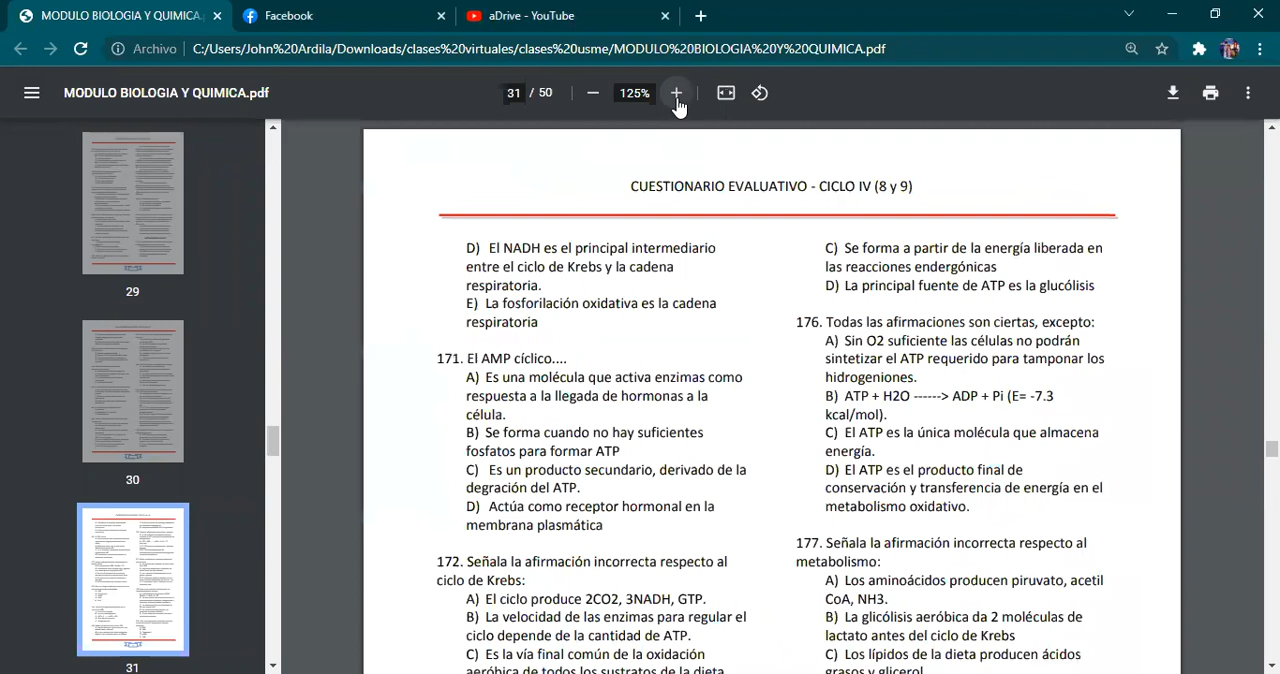 MODULO BIOLOGIA Y QUIMICA.
Facebook
aDrive - YouTube
Archivo
C:/Users/John%20Ardila/Downloads/clases%20virtuales/clases%20usme/MODULO%20BIOLOGIA%20Y%20QUIMICA.pdf
MODULO BIOLOGIA Y QUIMICA.pdf
31 / 50
125%
29
30
31
CUESTIONARIO EVALUATIVO - CICLO IV (8 y 9)
D) El NADH es el principal intermediario
entre el ciclo de Krebs y la cadena
respiratoria.
E) La fosforilación oxidativa es la cadena
respiratoria
171. El AMP cíclico....
A) Es una molécula que activa enzimas como
respuesta a la llegada de hormonas a la
célula.
B) Se forma cuando no hay suficientes
fosfatos para formar ATP
C) Es un producto secundario, derivado de la
degración del ATP.
D) Actúa como receptor hormonal en la
membrana plasmática
172. Señala la afirmación incorrecta respecto al
ciclo de Krebs:
A) El ciclo produce 2CO2, 3NADH, GTP.
B) La velocidad de las enzimas para regular el
ciclo depende de la cantidad de ATP.
C) Es la vía final común de la oxidación
aeróbica de todos los sustratos de la dieta
C) Se forma a partir de la energía liberada en
las reacciones endergónicas
D) La principal fuente de ATP es la glucólisis
176. Todas las afirmaciones son ciertas, excepto:
A) Sin O2 suficiente las células no podrán
sintetizar el ATP requerido para tamponar los
hidrogeniones.
B) ATP + H2O ------> ADP + Pi (E= -7.3
kcal/mol).
C) El ATP es la única molécula que almacena
energía.
D) El ATP es el producto final de
conservación y transferencia de energía en el
metabolismo oxidativo.
177. Señala la afirmación incorrecta respecto al
metabolismo:
A) Los aminoácidos producen piruvato, acetil
CoA, NH3.
B) La glicólisis aeróbica da 2 moléculas de
antes del ciclo de Krebs
C) Los lípidos de la dieta producen ácidos
grasos y glicerol